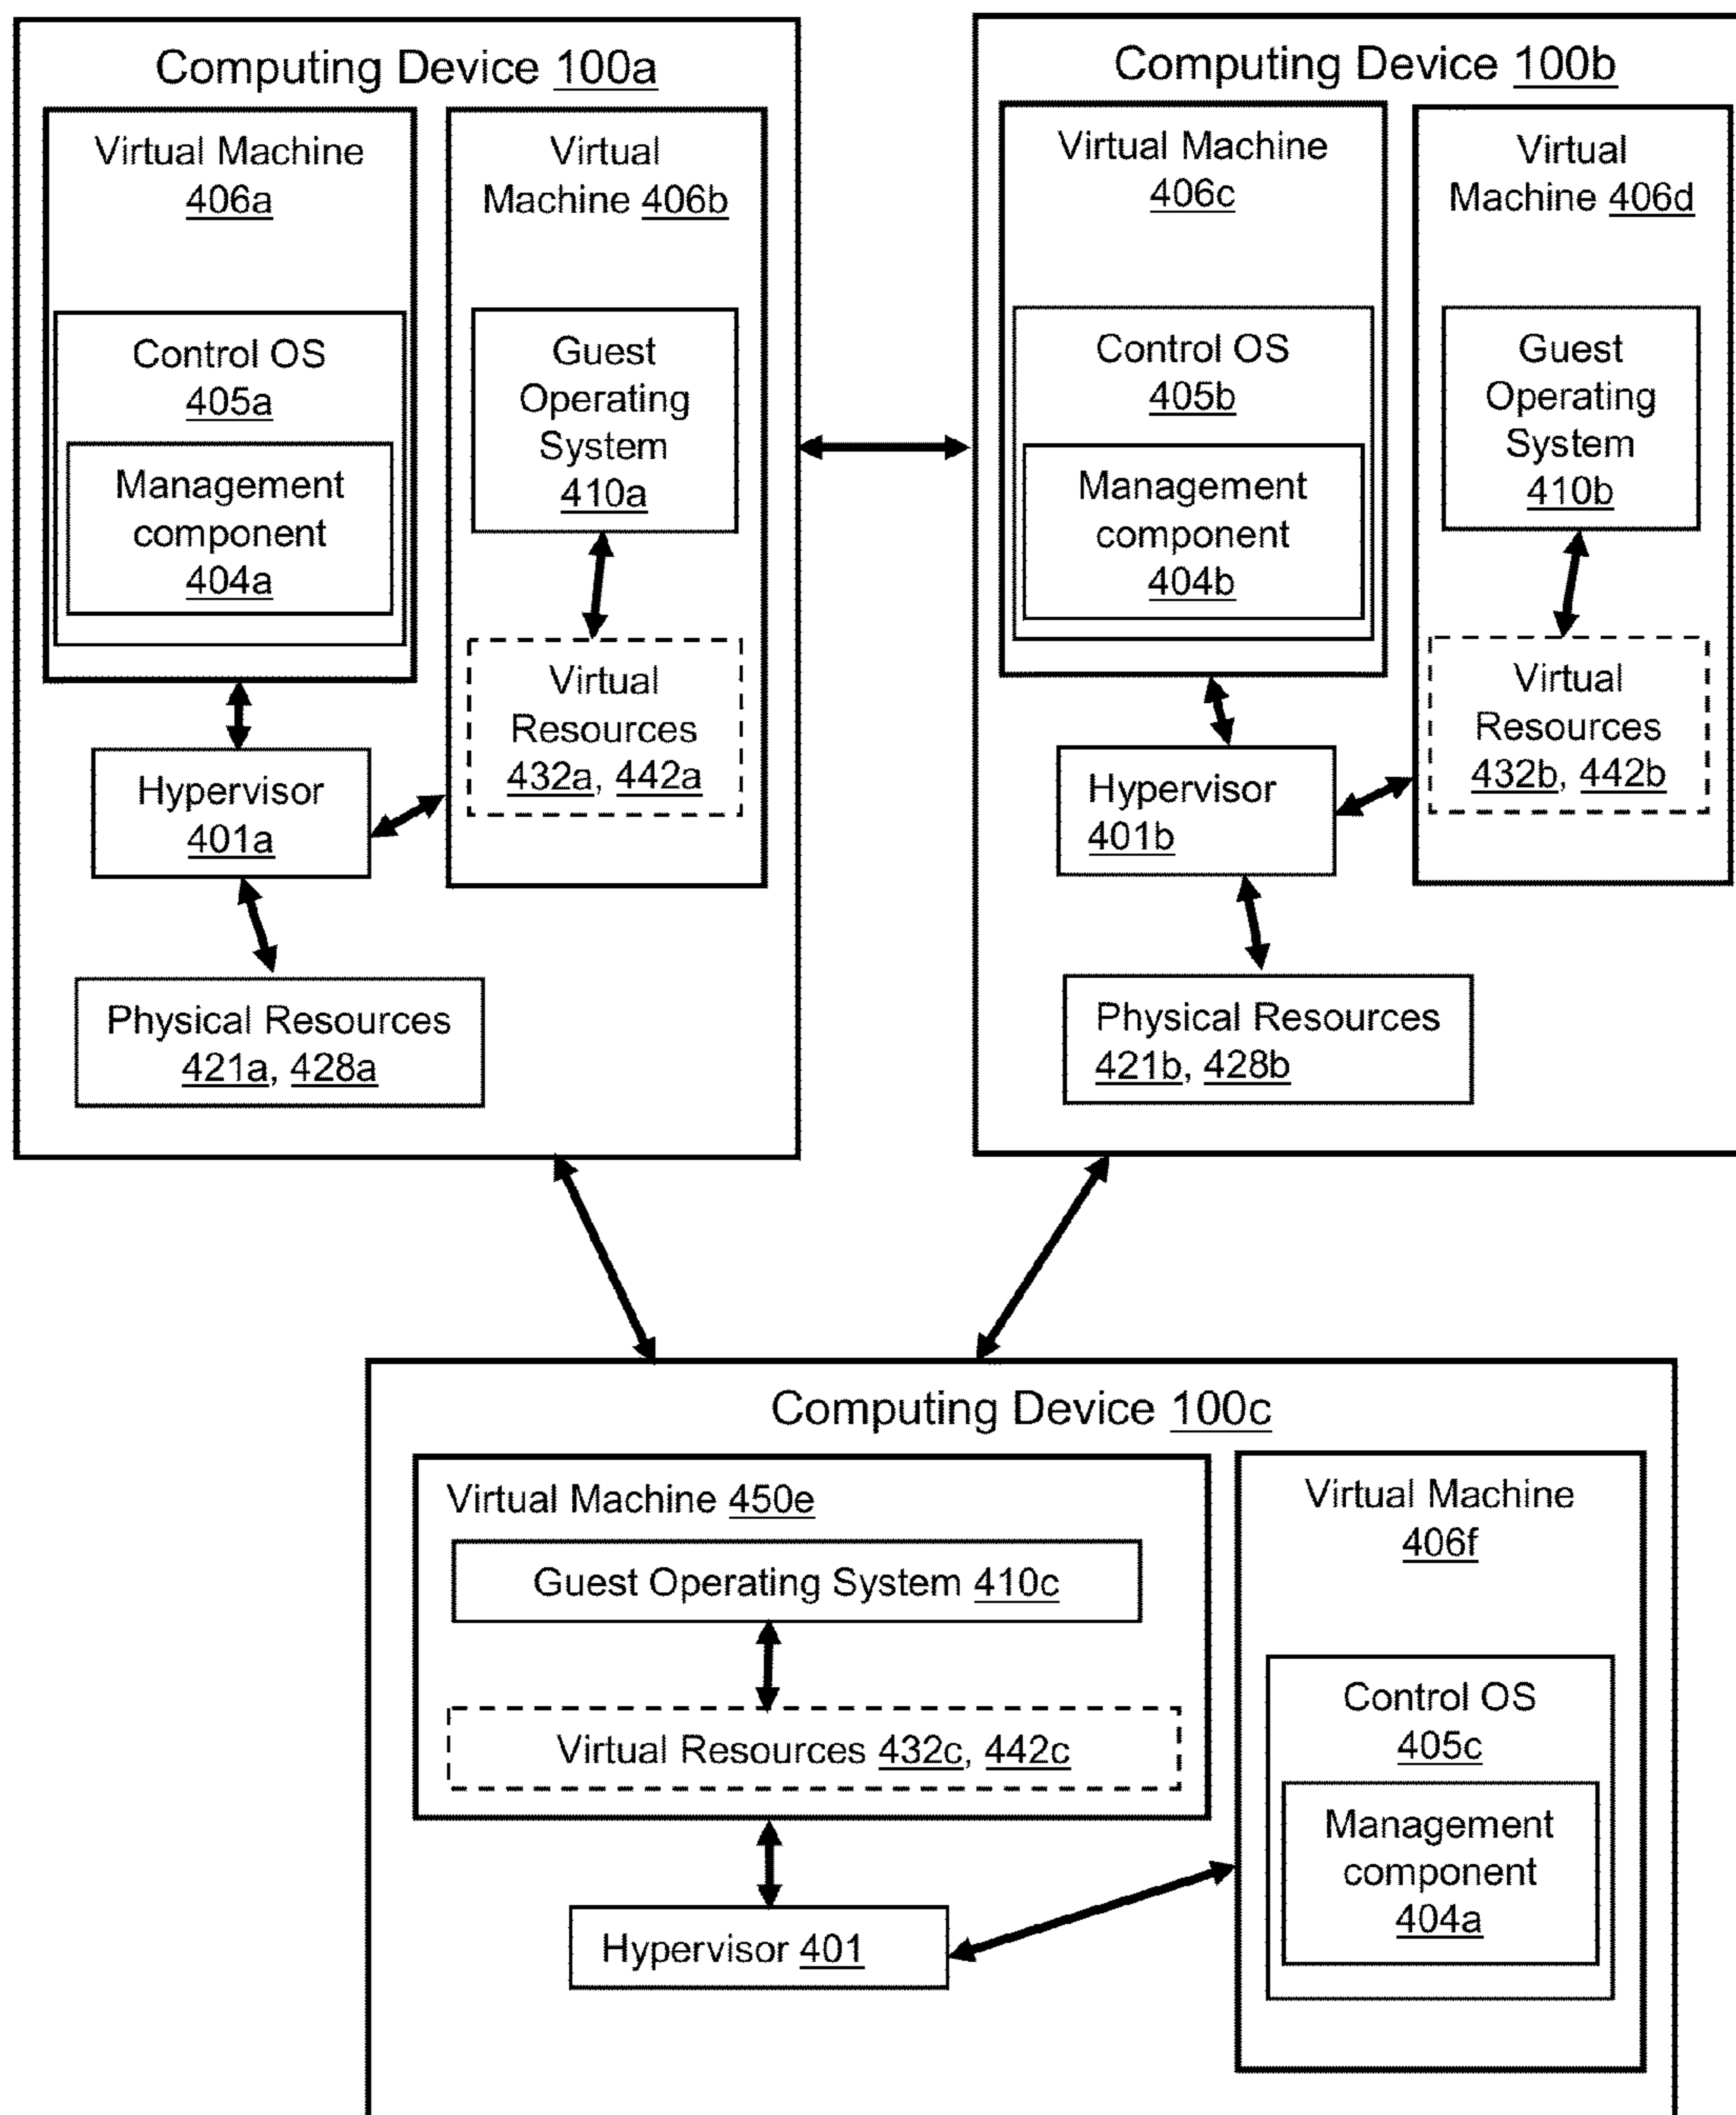 Computing Device 100a
Virtual Machine
406a
Control OS
405a
Management
component
404a
Virtual
Machine 406b
Guest
Operating
System
410a
Virtual
Resources
432a, 442a
Hypervisor
401a
Physical Resources
421a, 428a
Computing Device 100b
Virtual Machine
406c
Control OS
405b
Management
component
404b
Virtual
Machine 406d
Guest
Operating
System
410b
Virtual
Resources
432b, 442b
Hypervisor
401b
Physical Resources
421b, 428b
Computing Device 100c
Virtual Machine 450e
Guest Operating System 410c
Virtual Resources 432c, 442c
Hypervisor 401
Virtual Machine
406f
Control OS
405c
Management
component
404a